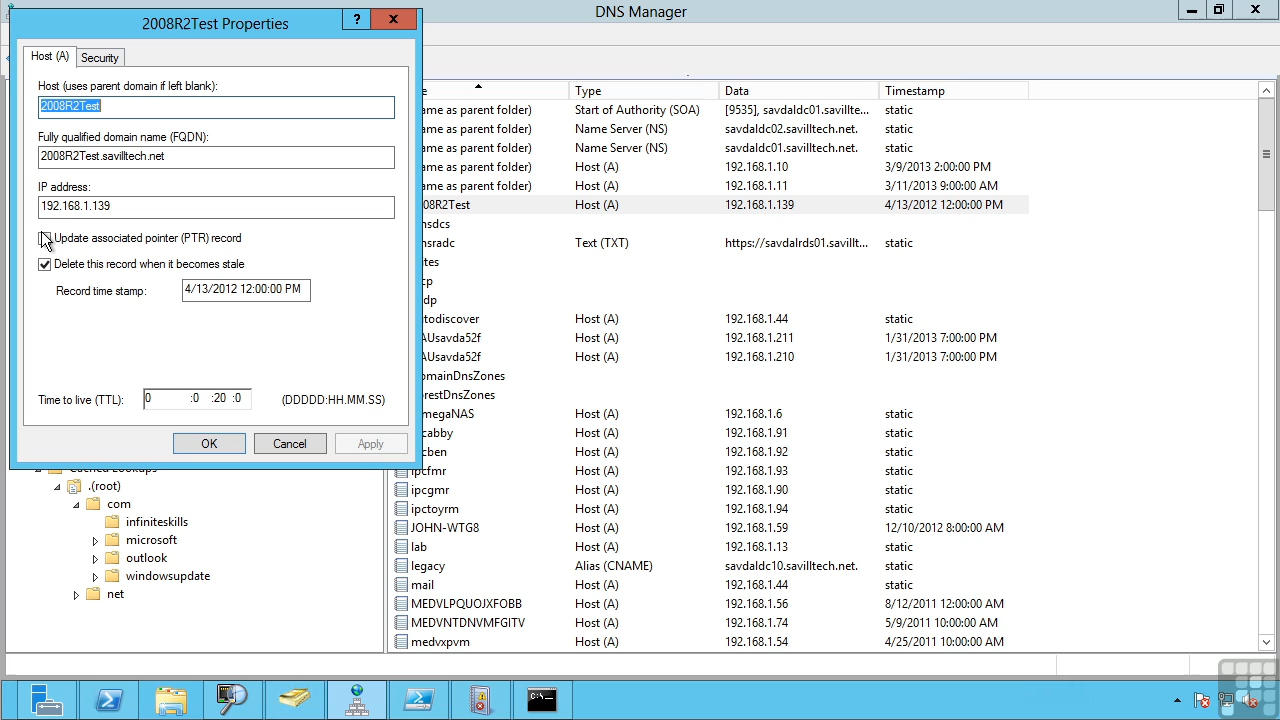 DNS Manager
2008R2Test Properties
?
Host (A)
Security
Host (uses parent domain if left blank):
2008R2Test
Fully qualified domain name (FQDN):
2008R2Test.savilltech.net
IP address:
192.168.1.139
Update associated pointer (PTR) record
Delete this record when it becomes stale
Record time stamp:
4/13/2012 12:00:00 PM
Time to live (TTL):
0 :0 :20 :0
(DDDDD:HH.MM.SS)
OK
Cancel
Apply
.(root)
com
infiniteskills
microsoft
outlook
windowsupdate
net
e Type Data Timestamp
ame as parent folder) Start of Authority (SOA) [9535], savdaldc01.savillte... static
ame as parent folder) Name Server (NS) savdaldc02.savilltech.net. static
ame as parent folder) Name Server (NS) savdaldc01.savilltech.net. static
ame as parent folder) Host (A) 192.168.1.10 3/9/2013 2:00:00 PM
ame as parent folder) Host (A) 192.168.1.11 3/11/2013 9:00:00 AM
08R2Test Host (A) 192.168.1.139 4/13/2012 12:00:00 PM
nsdcs
nsradc Text (TXT) https://savdalrds01.savillt... static
tes
cp
dp
todiscover Host (A) 192.168.1.44 static
AUsavda52f Host (A) 192.168.1.211 1/31/2013 7:00:00 PM
AUsavda52f Host (A) 192.168.1.210 1/31/2013 7:00:00 PM
omainDnsZones
restDnsZones
megaNAS Host (A) 192.168.1.6 static
cabby Host (A) 192.168.1.91 static
cben Host (A) 192.168.1.92 static
ipcfmr Host (A) 192.168.1.93 static
ipcgmr Host (A) 192.168.1.90 static
ipctoyrm Host (A) 192.168.1.94 static
JOHN-WTG8 Host (A) 192.168.1.59 12/10/2012 8:00:00 AM
lab Host (A) 192.168.1.13 static
legacy Alias (CNAME) savdaldc10.savilltech.net. static
mail Host (A) 192.168.1.44 static
MEDVLPQUOJXFOBB Host (A) 192.168.1.56 8/12/2011 12:00:00 AM
MEDVNTDNVMFGITV Host (A) 192.168.1.74 5/9/2011 10:00:00 AM
medvxpvm Host (A) 192.168.1.54 4/25/2011 10:00:00 AM